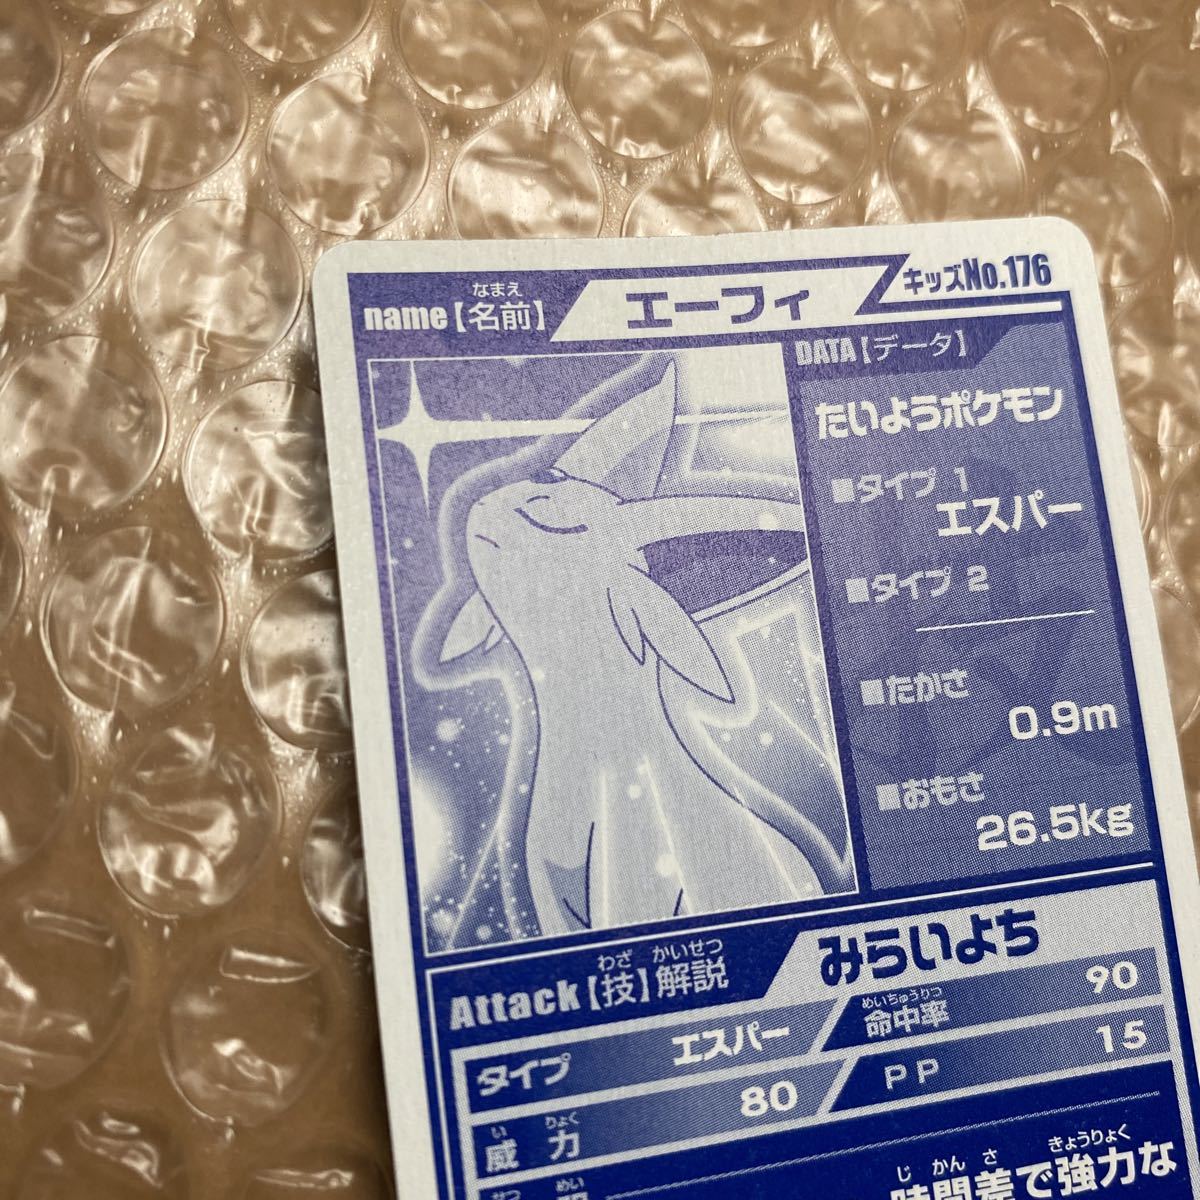 name【名前】
なまえ
エーフィ
キッズNo.176
DATA【データ】
たいようポケモン
■タイプ 1
エスパー
■タイプ 2
■たかさ
0.9m
■おもさ
26.5kg
わざ かいせつ
Attack【技】解説
みらいよち
タイプ エスパー
めいちゅうりつ
命中率 90
い りょく
威力 80
PP 15
せつ めい
じ かん さ きょうりょく
時間差で強力な